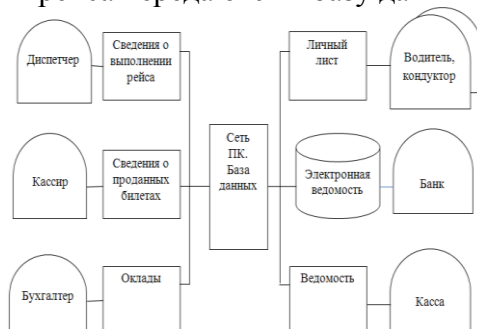 Диспетчер
Сведения о
выполнении
рейса
Личный
лист
Водитель,
кондуктор
Кассир
Сведения о
проданных
билетах
Сеть
ПК.
База
данных
Электронная
ведомость
Банк
Бухгалтер
Оклады
Ведомость
Касса